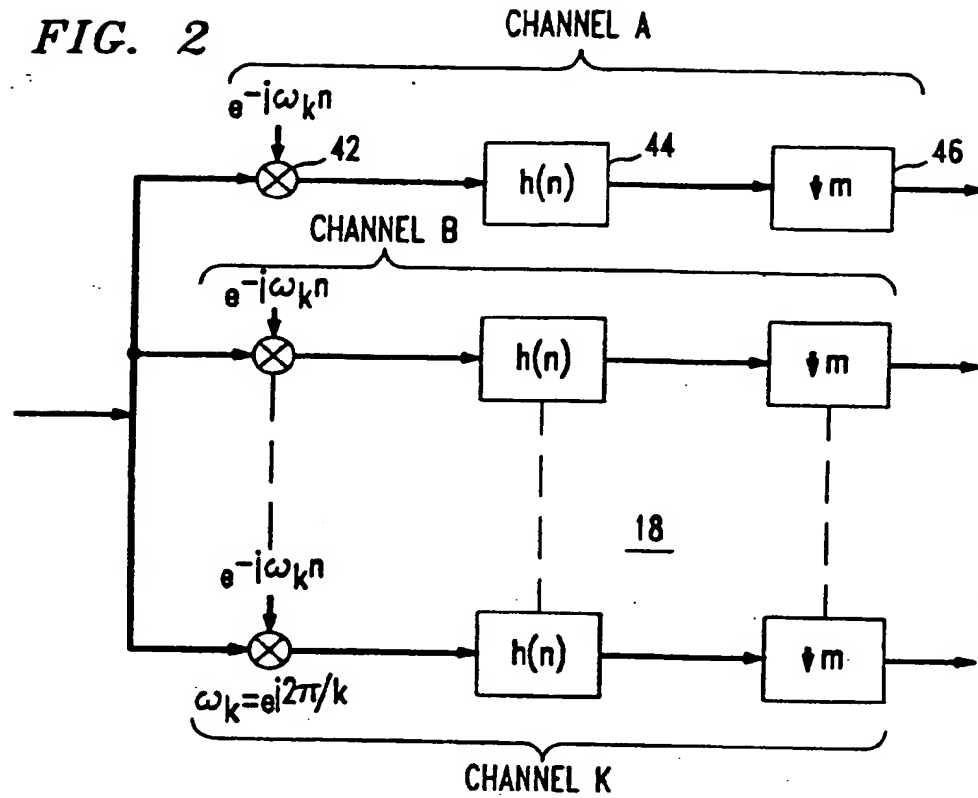 FIG. 2
CHANNEL A
e^-jω_k n
42
h(n)
44
↓m
46
CHANNEL B
e^-jω_k n
h(n)
↓m
18
e^-jω_k n
h(n)
↓m
ω_k=e^j2π/k
CHANNEL K